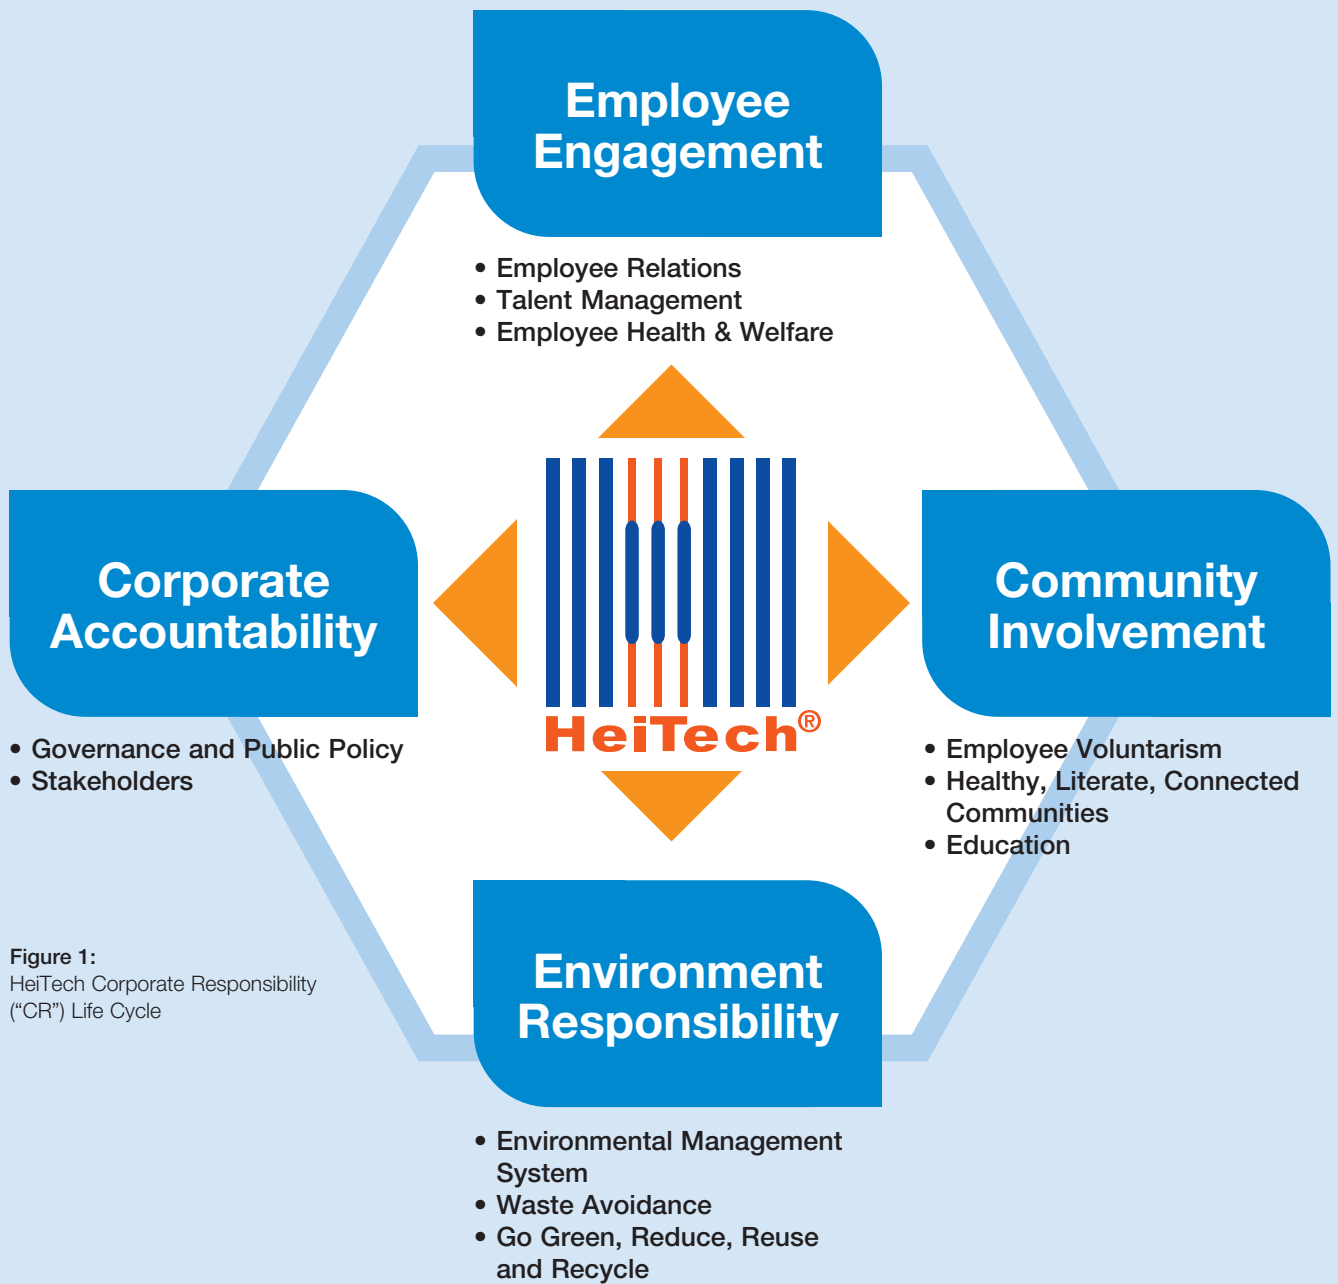 Employee
Engagement
• Employee Relations
• Talent Management
• Employee Health & Welfare
Corporate
Accountability
• Governance and Public Policy
• Stakeholders
HeiTech®
Community
Involvement
• Employee Voluntarism
• Healthy, Literate, Connected
Communities
• Education
Environment
Responsibility
• Environmental Management
System
• Waste Avoidance
• Go Green, Reduce, Reuse
and Recycle
Figure 1:
HeiTech Corporate Responsibility
(“CR”) Life Cycle